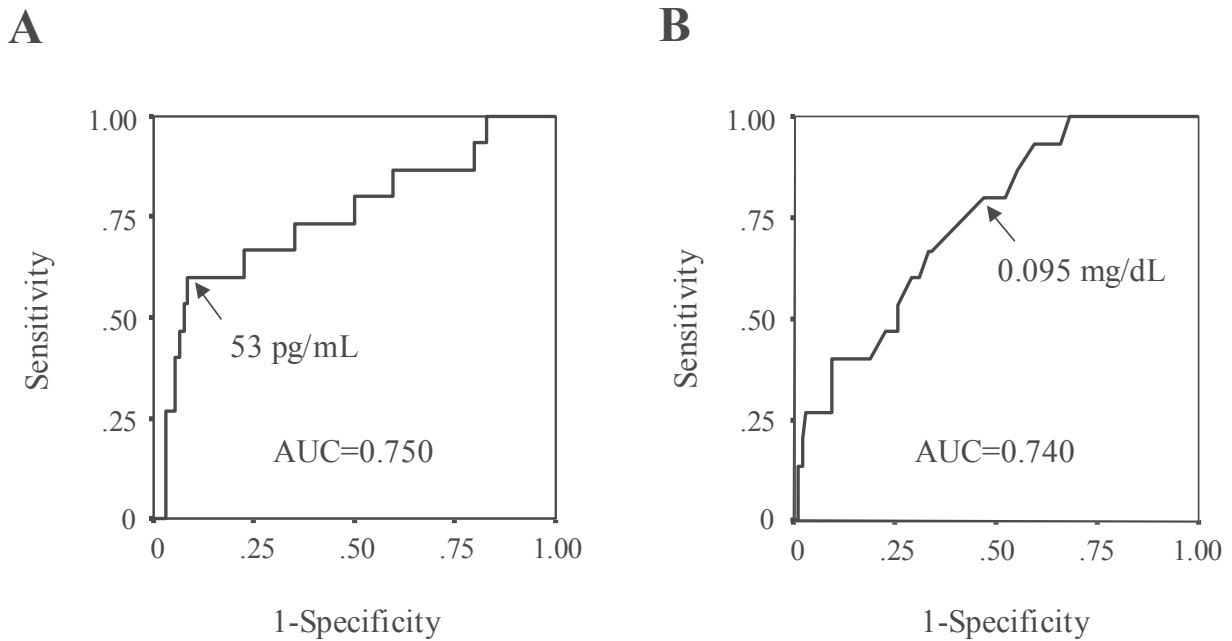 A
B
1.00
.75
.50
.25
0
Sensitivity
53 pg/mL
AUC=0.750
0 .25 .50 .75 1.00
1-Specificity
1.00
.75
.50
.25
0
Sensitivity
0.095 mg/dL
AUC=0.740
0 .25 .50 .75 1.00
1-Specificity